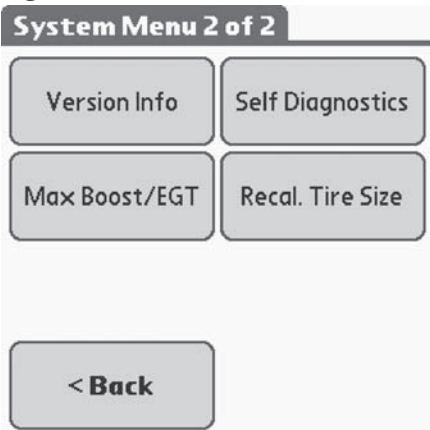 System Menu 2 of 2
Version Info
Self Diagnostics
Max Boost/EGT
Recal. Tire Size
< Back